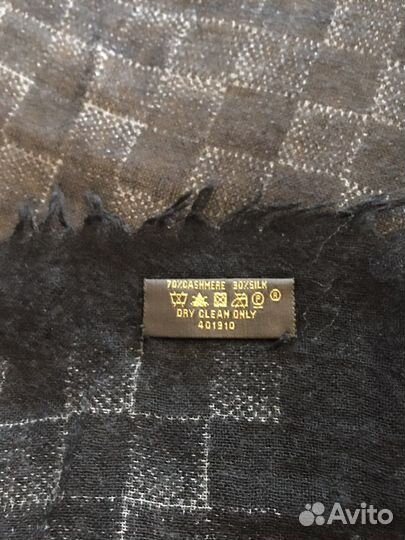 70%CASHMERE 30%SILK
P ®
DRY CLEAN ONLY
401910
Avito